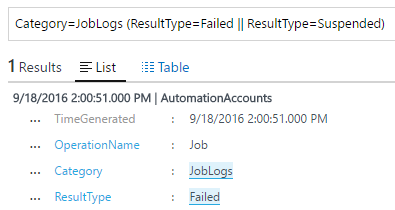 Category=JobLogs (ResultType=Failed || ResultType=Suspended)
1 Results List Table
9/18/2016 2:00:51.000 PM | AutomationAccounts
... TimeGenerated : 9/18/2016 2:00:51.000 PM
... OperationName : Job
... Category : JobLogs
... ResultType : Failed